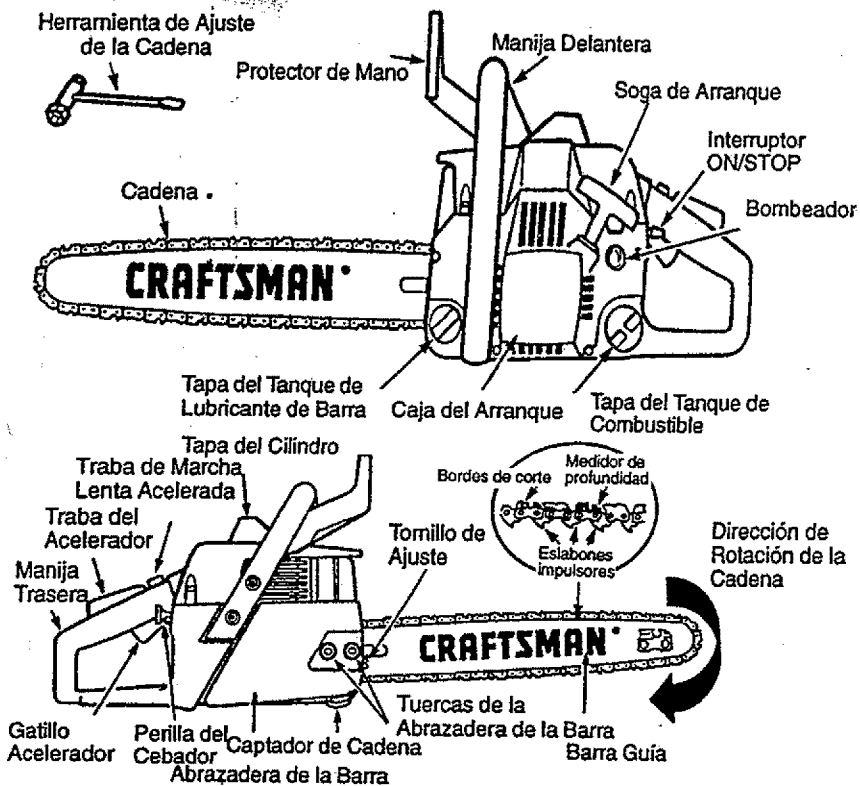 Herramienta de Ajuste
de la Cadena
Protector de Mano
Manija Delantera
Soga de Arranque
Interruptor
ON/STOP
Cadena
Bombeador
CRAFTSMAN
Tapa del Tanque de
Lubricante de Barra
Caja del Arranque
Tapa del Tanque de
Combustible
Tapa del Cilindro
Traba de Marcha
Lenta Acelerada
Traba del
Acelerador
Manija
Trasera
Bordes de corte
Medidor de
profundidad
Eslabones
impulsores
Tornillo de
Ajuste
Dirección de
Rotación de la
Cadena
CRAFTSMAN
Gatillo
Acelerador
Perilla del
Cebador
Captador de Cadena
Abrazadera de la Barra
Tuercas de la
Abrazadera de la Barra
Barra Guía